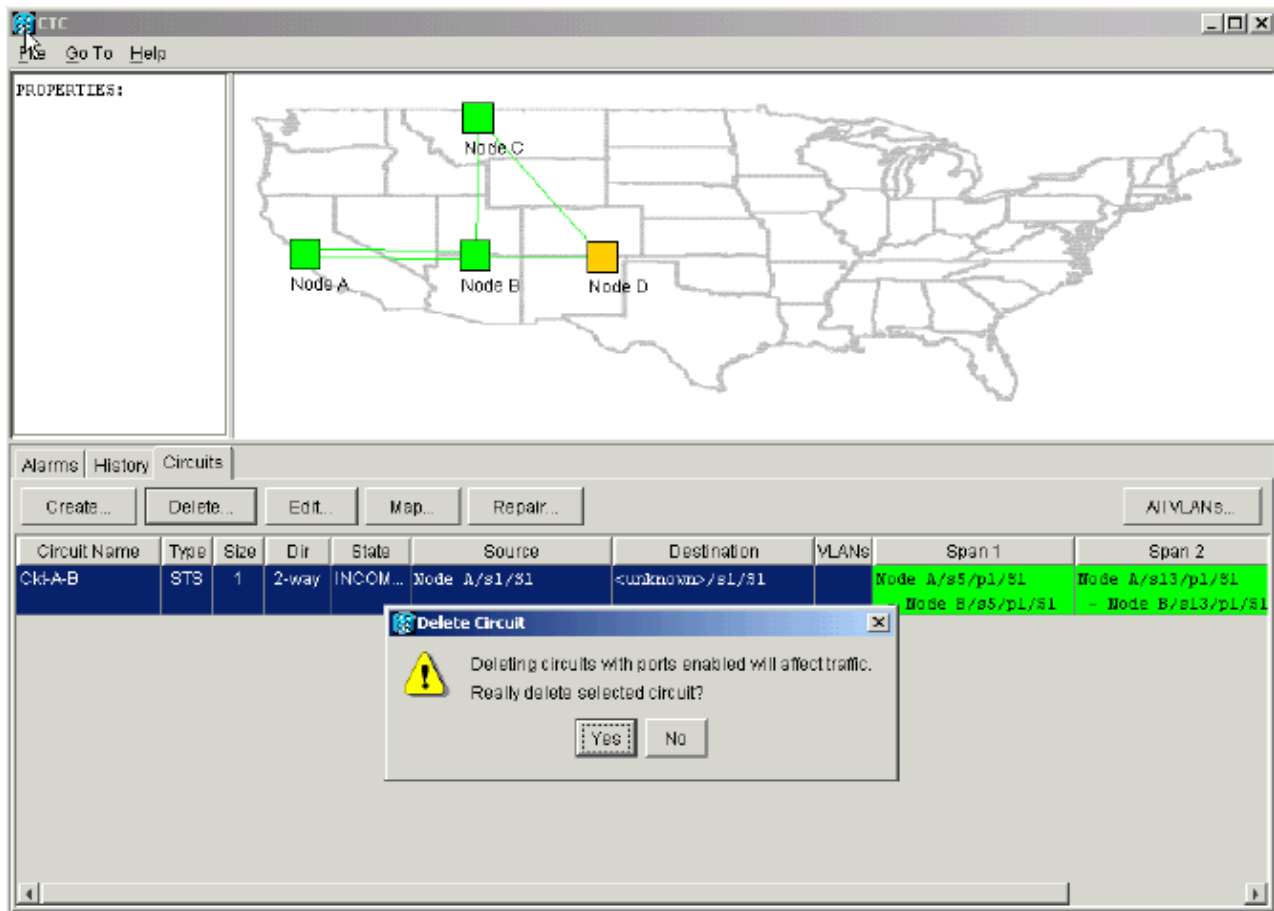 CTC
File Go To Help
PROPERTIES:
Node C
Node A
Node B
Node D
Alarms History Circuits
Create... Delete... Edit... Map... Repair... All VLANs...
Circuit Name Type Size Dir State Source Destination VLANs Span 1 Span 2
Ckt-A-B STS 1 2-way INCOM... Node A/s1/S1 <unknown>/s1/S1 Node A/s5/p1/S1 Node A/s13/p1/S1
- Node B/s5/p1/S1 - Node B/s13/p1/S1
Delete Circuit
Deleting circuits with ports enabled will affect traffic.
Really delete selected circuit?
Yes No